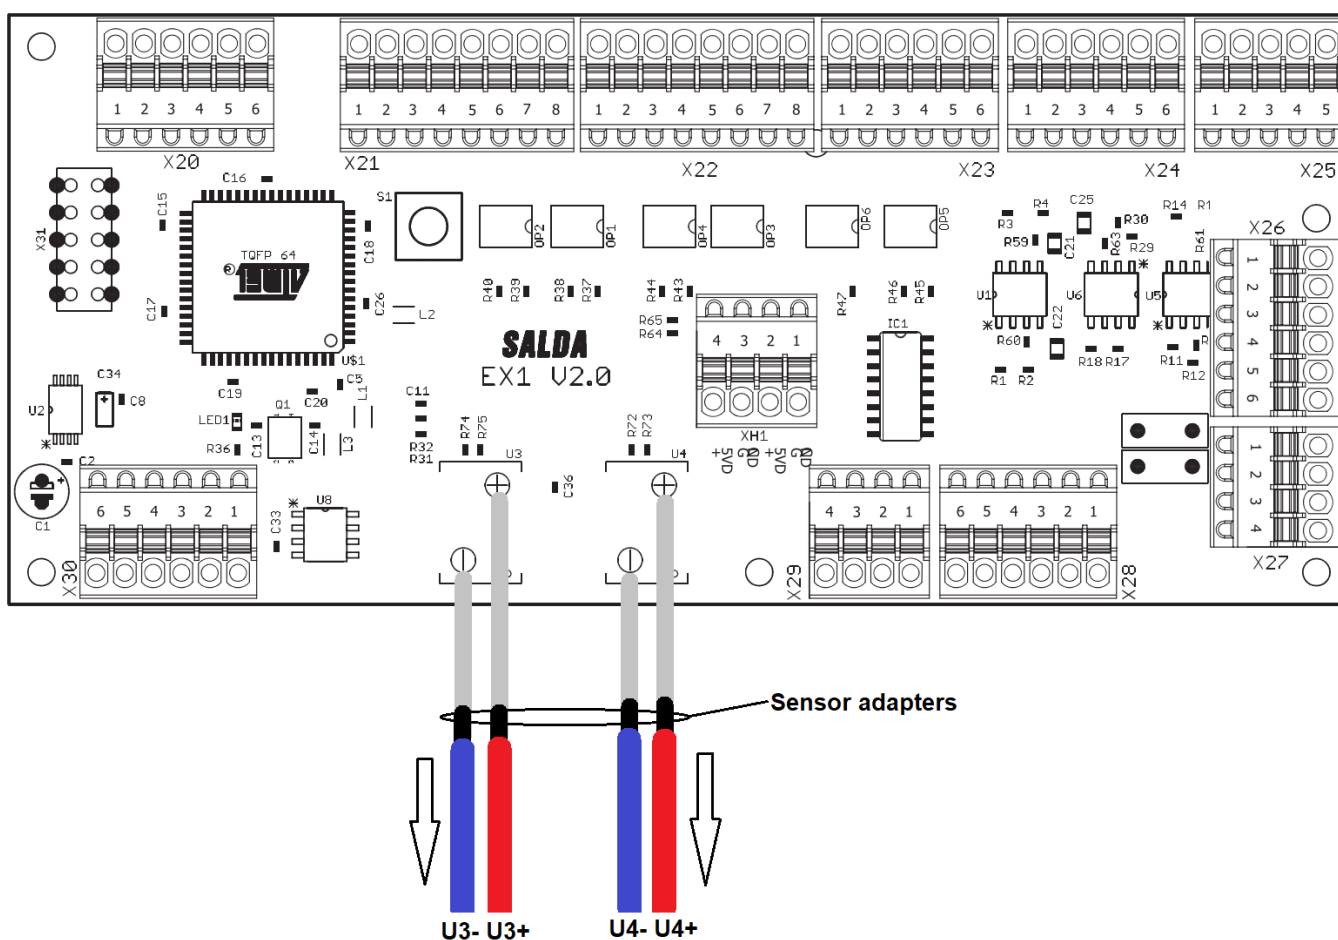 1 2 3 4 5 6
1 2 3 4 5 6 7 8
1 2 3 4 5 6 7 8
1 2 3 4 5 6
1 2 3 4
1 2 3 4 5
X20
X21
X22
X23
X24
X25
C16
C15
X31
C17
TQFP 64
ATMEL
®
U$1
C18
C26
L2
S1
OP2
OP1
OP4
OP3
OP6
OP5
R40
R39
R38
R37
R44
R43
R65
R64
R47
R46
R45
SALDA
EX1 V2.0
IC1
R3
R4
C25
R59
C21
R63
R30
R29
R14
R1
R61
U1
U6
U5
R60
C22
R18
R17
R11
R12
R1
R2
X26
1
2
3
4
5
6
1
2
3
4
X27
4 3 2 1
XH1
+
5VD
G
0D
+
5VD
G
0D
U2
C34
C8
C2
C1
C19
C20
C5
L1
LED1
Q1
R36
C13
C14
L3
C11
R32
R31
R74
R75
U3
C36
R72
R73
U4
6 5 4 3 2 1
X30
C33
U8
4 3 2 1
X29
6 5 4 3 2 1
X28
Sensor adapters
U3- U3+
U4- U4+